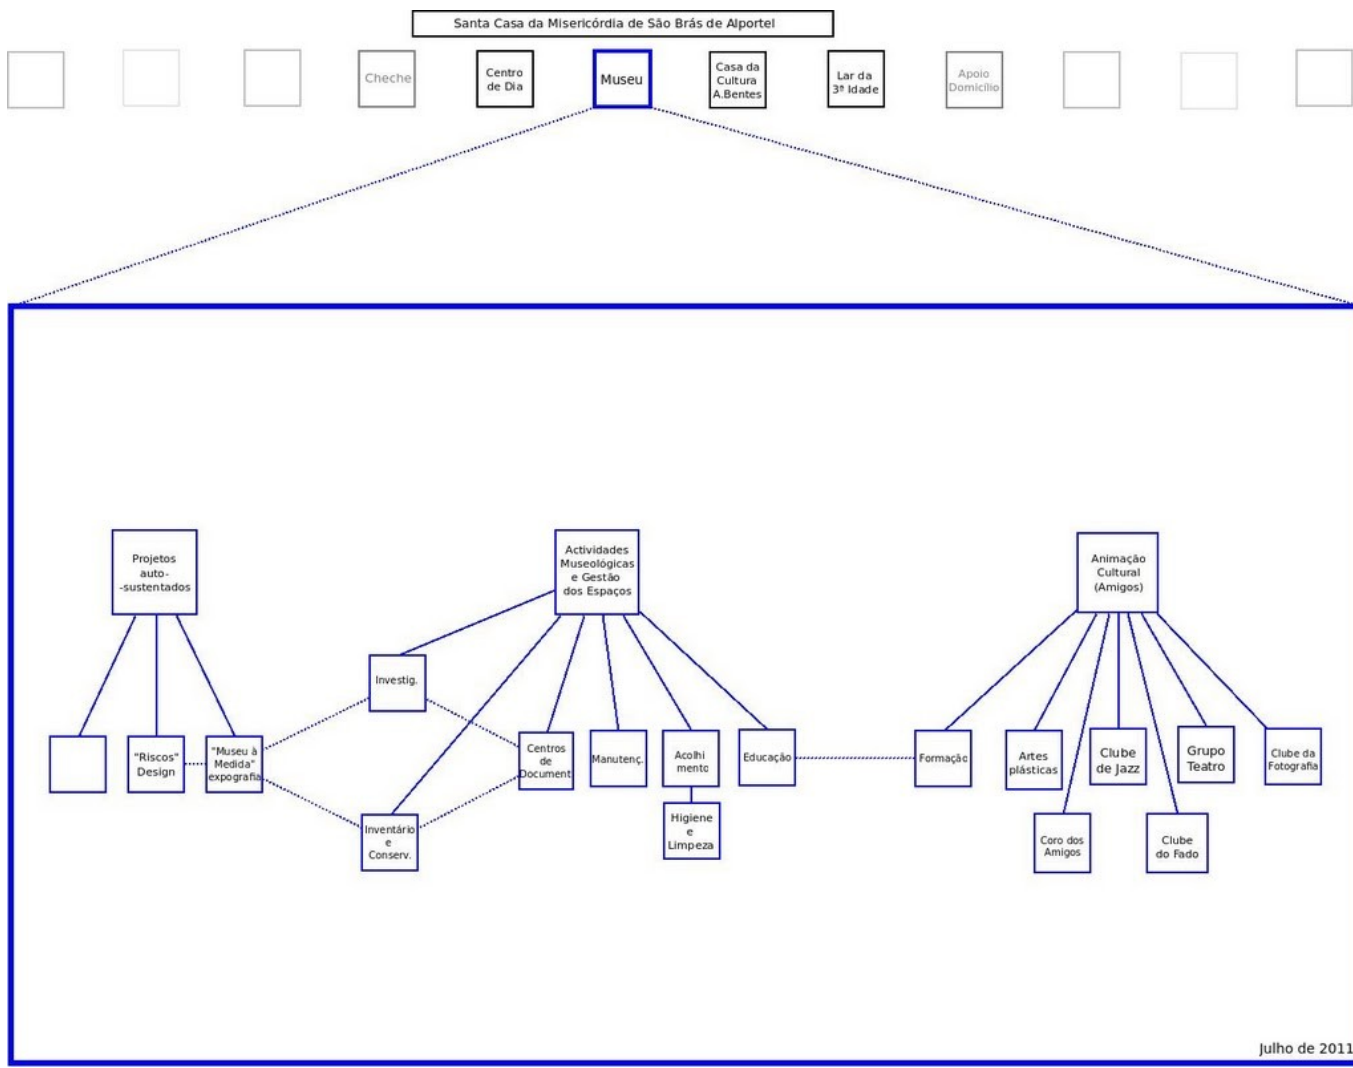 Santa Casa da Misericórdia de São Brás de Alportel
Cheche
Centro
de Dia
Museu
Casa da
Cultura
A.Bentes
Lar da
3ª Idade
Apoio
Domicílio
Projetos
auto-
-sustentados
Actividades
Museológicas
e Gestão
dos Espaços
Animação
Cultural
(Amigos)
Investig.
"Riscos"
Design
"Museu à
Medida"
expografia
Centros
de
Document
Manutenç.
Acolhi
mento
Educação
Formação
Artes
plásticas
Clube
de Jazz
Grupo
Teatro
Clube da
Fotografia
Inventário
e
Conserv.
Higiene
e
Limpeza
Coro dos
Amigos
Clube
do Fado
Julho de 2011